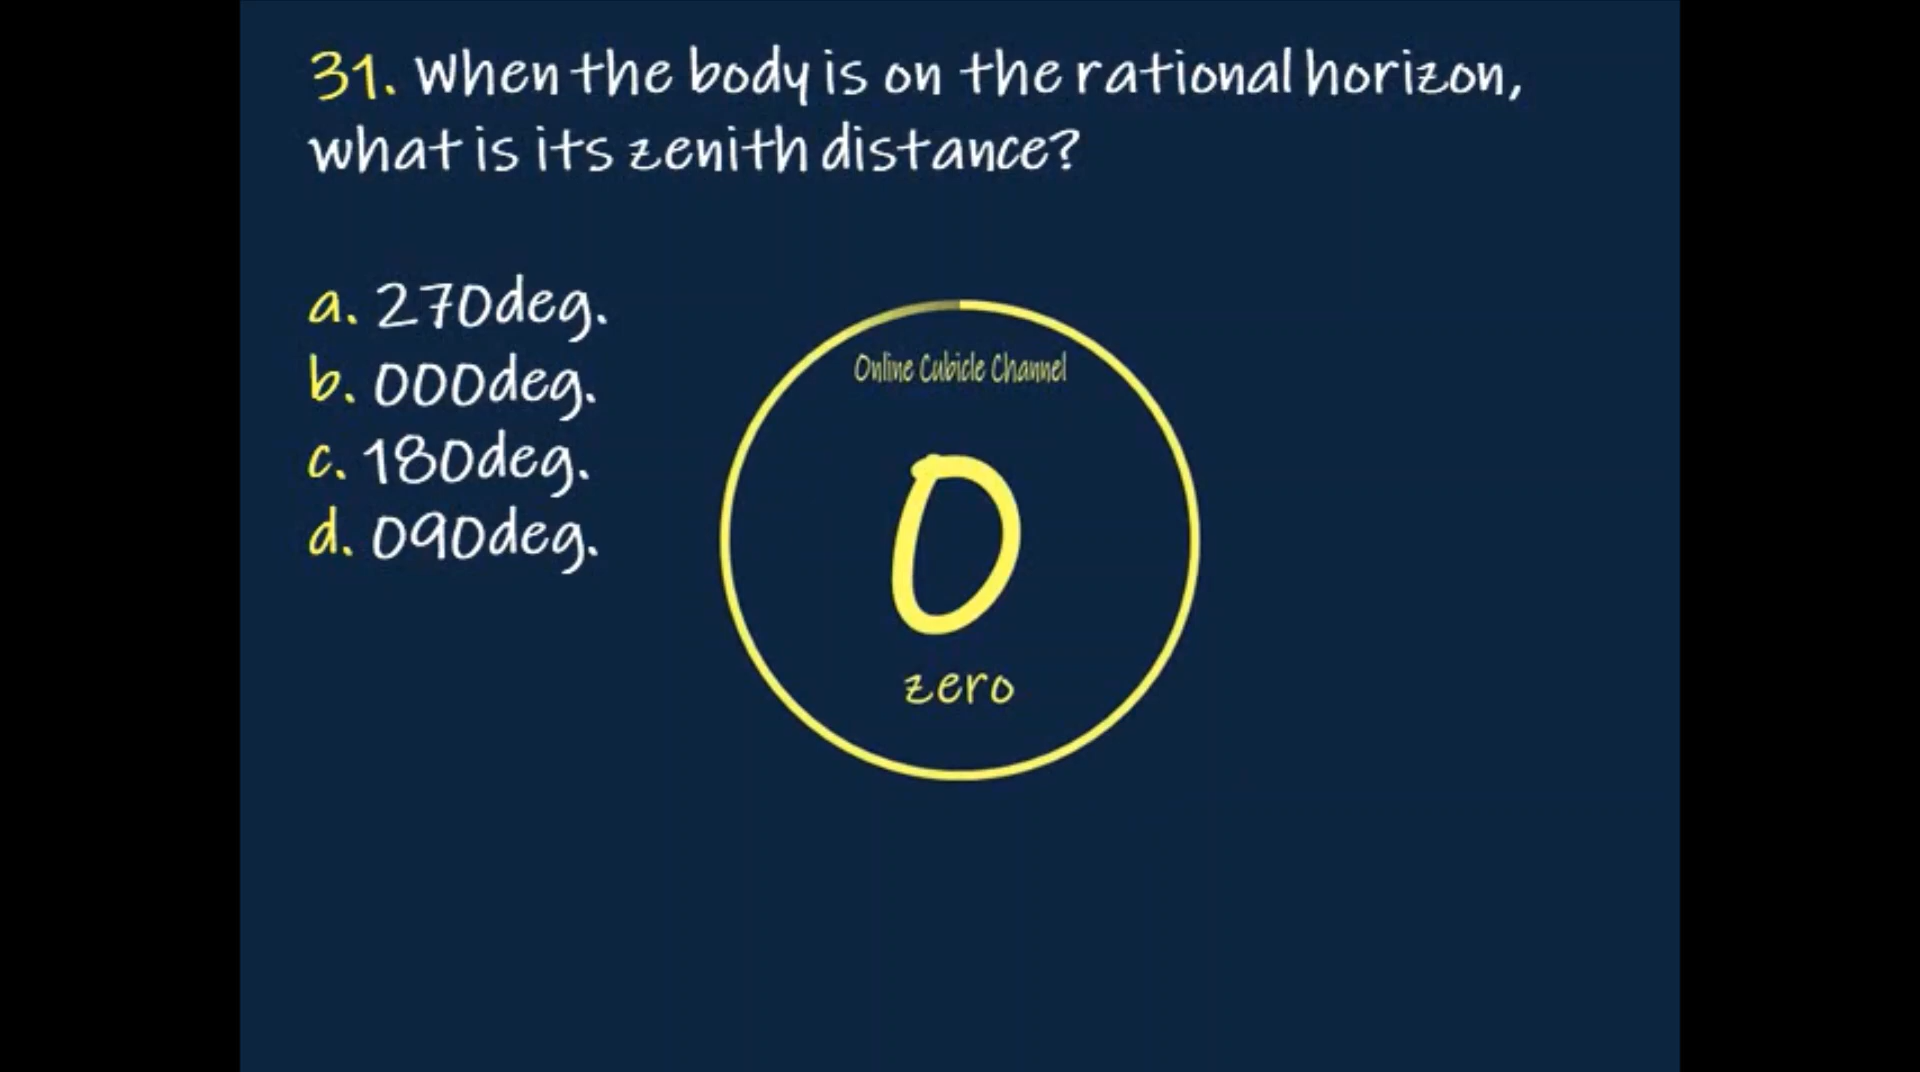 31. When the body is on the rational horizon,
what is its zenith distance?
a. 270deg.
b. 000deg.
c. 180deg.
d. 090deg.
Online Cubicle Channel
0
zero